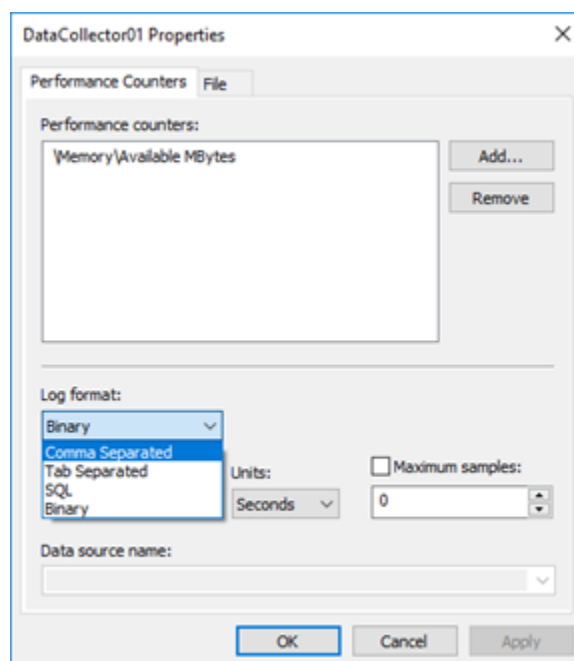 DataCollector01 Properties
Performance Counters File
Performance counters:
\Memory\Available MBytes
Add...
Remove
Log format:
Binary
Comma Separated
Tab Separated
SQL
Binary
Units:
Seconds
Maximum samples:
0
Data source name:
OK Cancel Apply